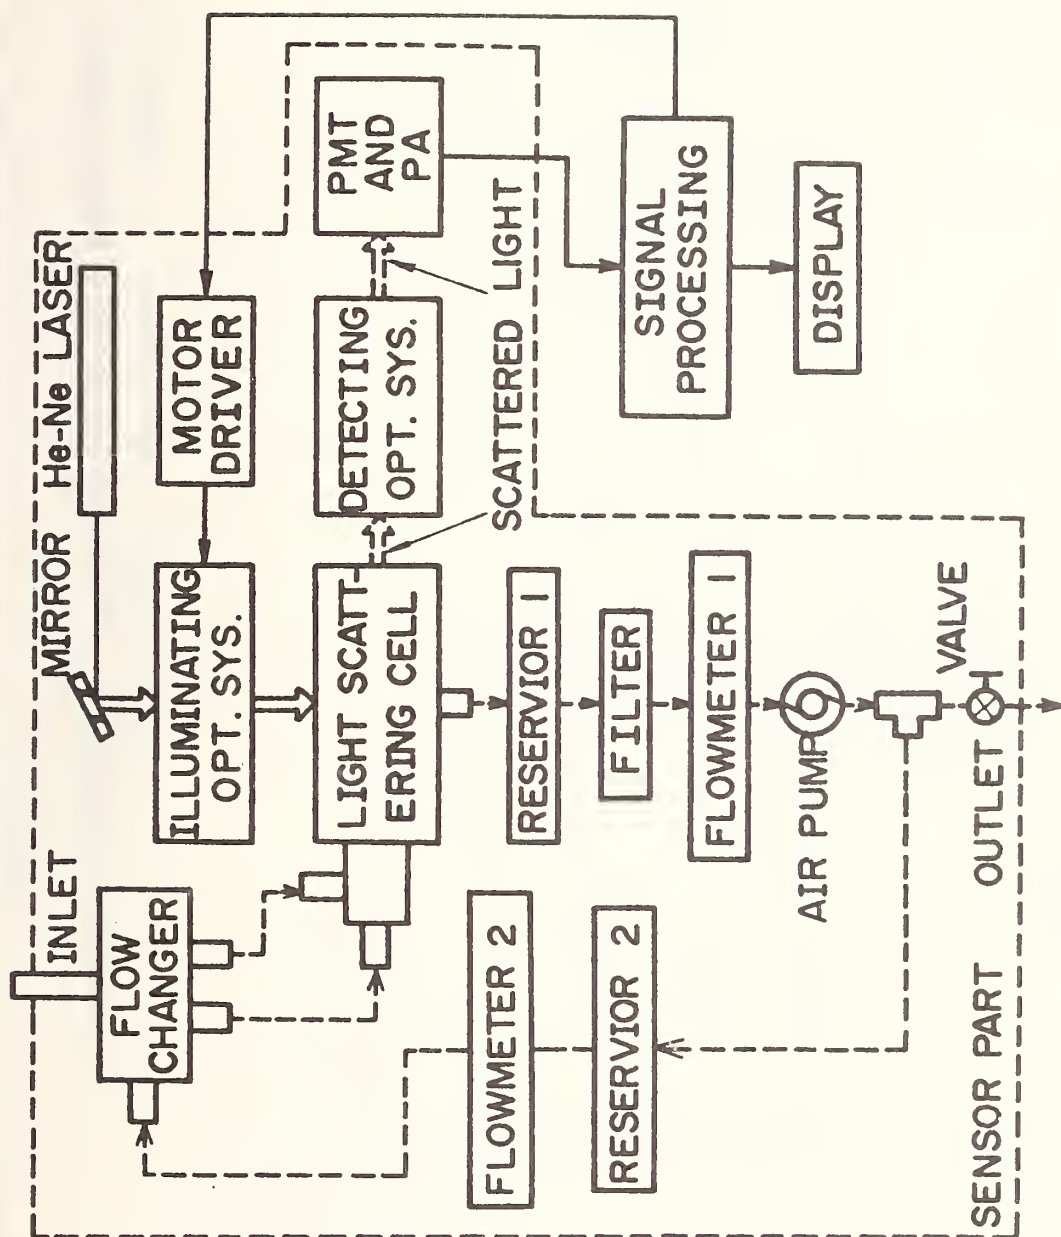 INLET
MIRROR
He-Ne LASER
FLOW
CHANGER
ILLUMINATING
OPT. SYS.
MOTOR
DRIVER
LIGHT SCATT-
ERING CELL
DETECTING
OPT. SYS.
PMT
AND
PA
SCATTERED LIGHT
FLOWMETER 2
RESERVIOR 1
RESERVIOR 2
FILTER
SIGNAL
PROCESSING
FLOWMETER 1
AIR PUMP
DISPLAY
VALVE
SENSOR PART
OUTLET